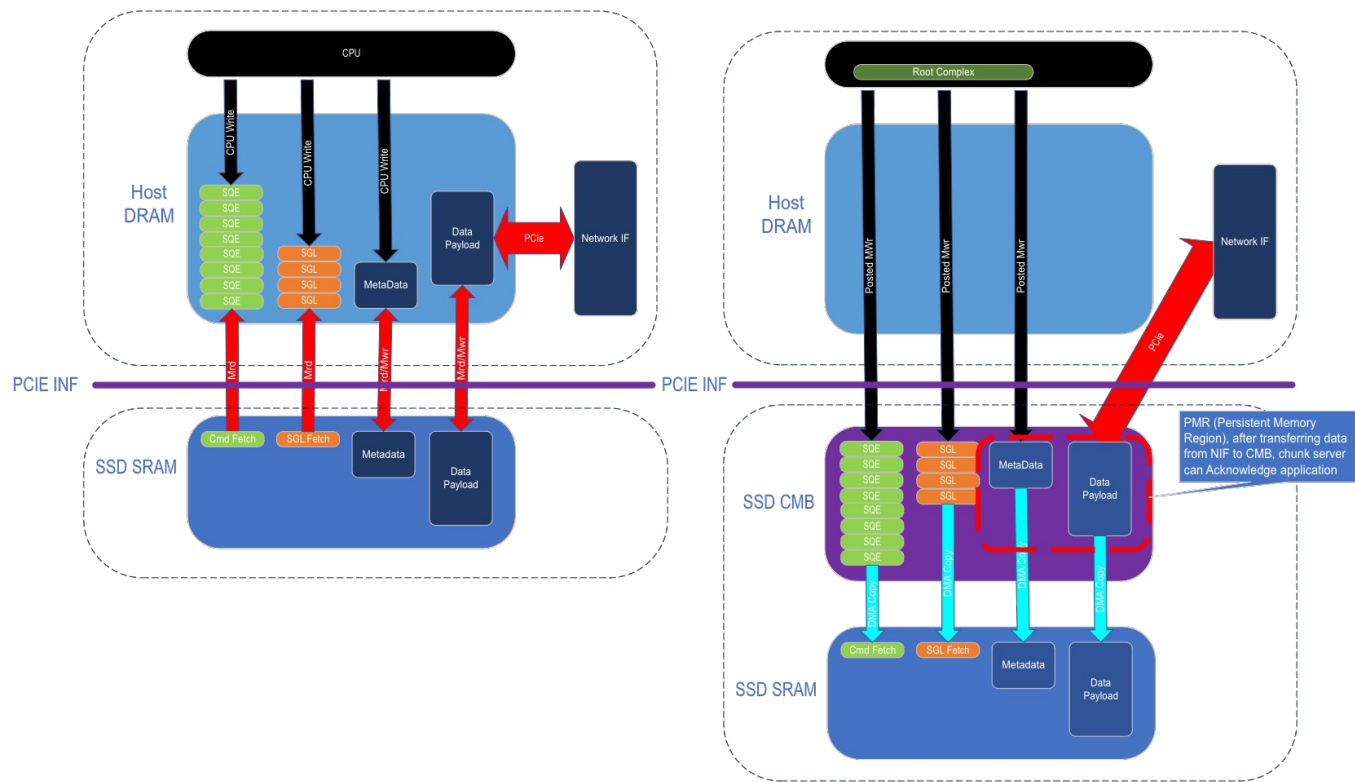 CPU
CPU Write
CPU Write
CPU Write
Host
DRAM
SQE
SQE
SQE
SQE
SQE
SQE
SQE
SQE
SGL
SGL
SGL
SGL
MetaData
Data
Payload
PCIe
Network IF
Mrd
Mrd
Mrd/Mwr
Mrd/Mwr
PCIE INF
SSD SRAM
Cmd Fetch
SGL Fetch
Metadata
Data
Payload
Root Complex
Host
DRAM
Posted MWr
Posted Mwr
Posted Mwr
Network IF
PCIe
PCIE INF
PMR (Persistent Memory
Region), after transferring data
from NIF to CMB, chunk server
can Acknowledge application
SSD CMB
SQE
SQE
SQE
SQE
SQE
SQE
SQE
SQE
SGL
SGL
SGL
SGL
MetaData
Data
Payload
DMA Copy
DMA Copy
DMA Copy
DMA Copy
SSD SRAM
Cmd Fetch
SGL Fetch
Metadata
Data
Payload